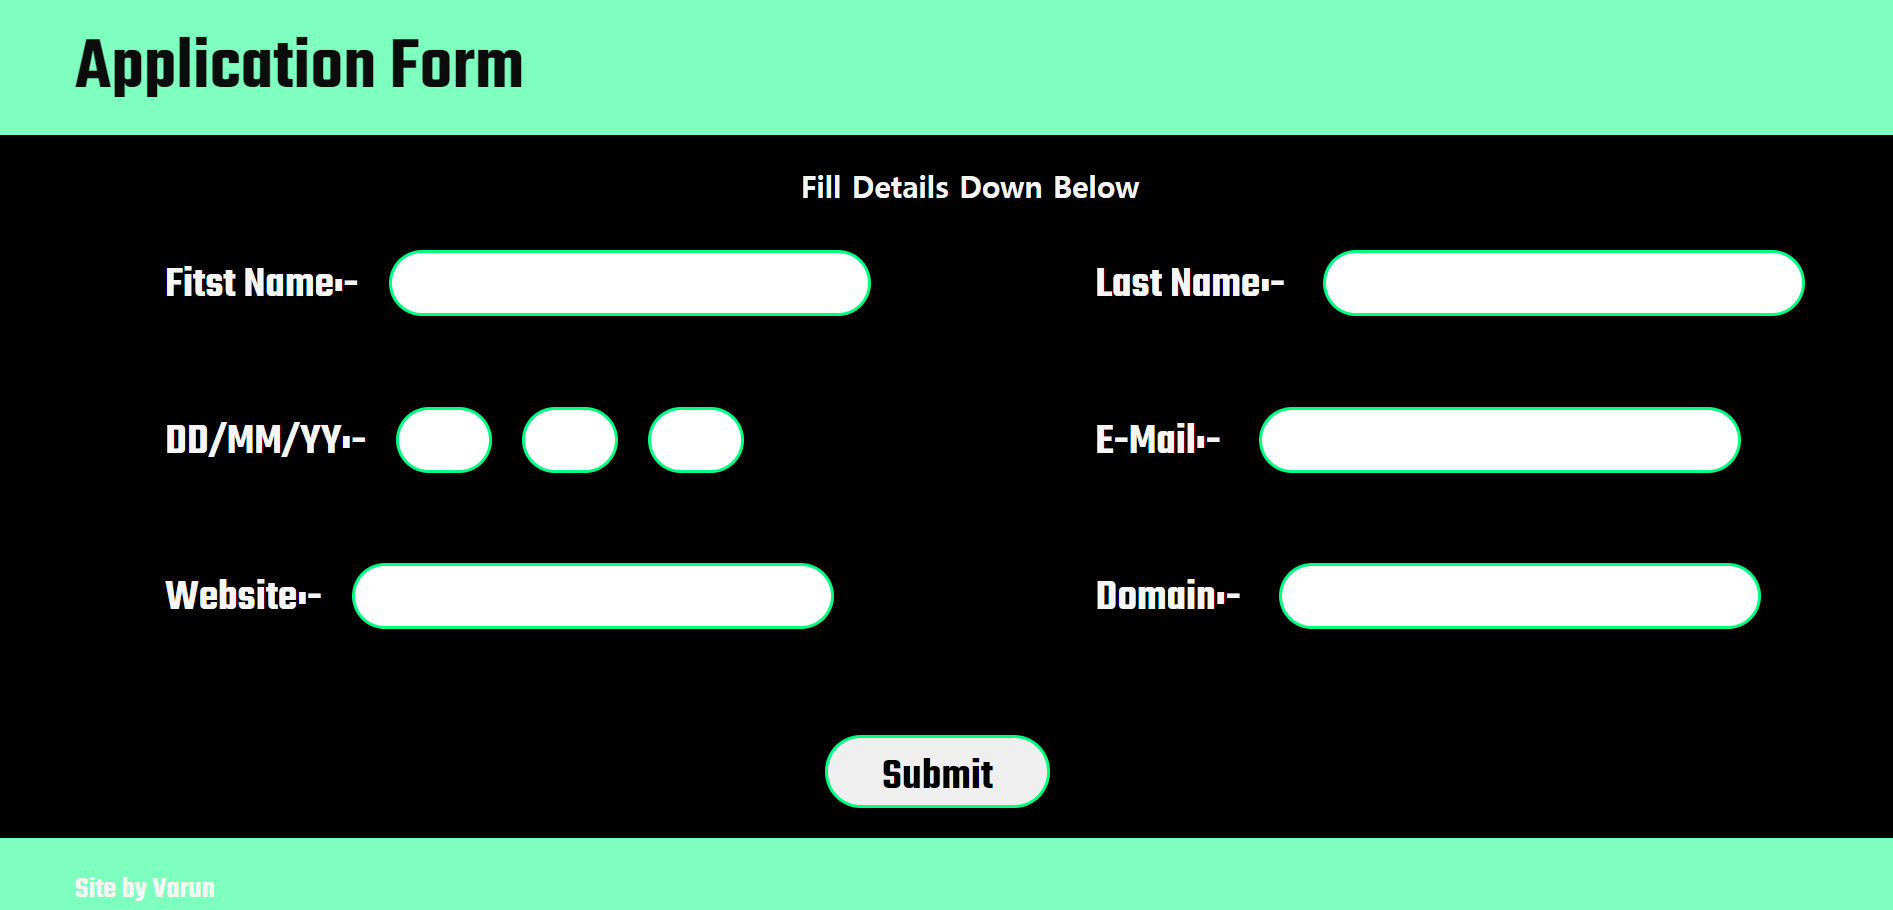 Application Form
Fill Details Down Below
Fitst Name:-
Last Name:-
DD/MM/YY:-
E-Mail:-
Website:-
Domain:-
Submit
Site by Varun